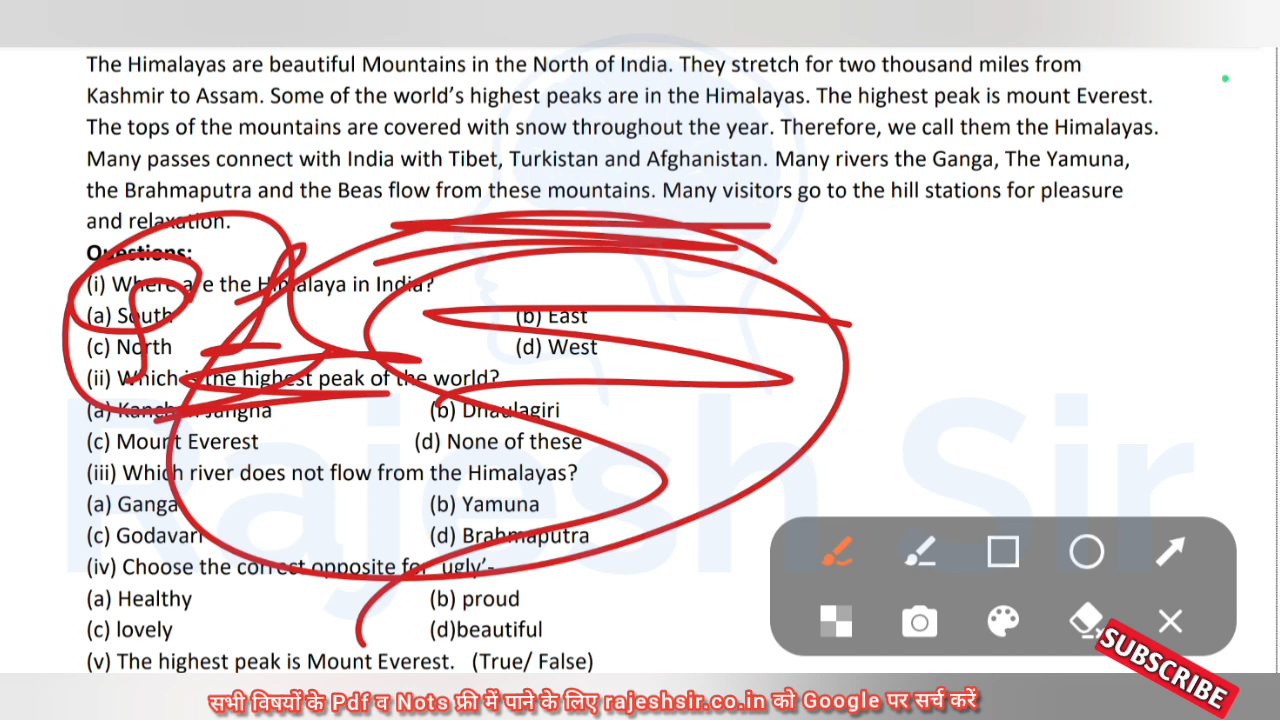 The Himalayas are beautiful Mountains in the North of India. They stretch for two thousand miles from
Kashmir to Assam. Some of the world's highest peaks are in the Himalayas. The highest peak is mount Everest.
The tops of the mountains are covered with snow throughout the year. Therefore, we call them the Himalayas.
Many passes connect with India with Tibet, Turkistan and Afghanistan. Many rivers the Ganga, The Yamuna,
the Brahmaputra and the Beas flow from these mountains. Many visitors go to the hill stations for pleasure
and relaxation.
Questions:
(i) Where are the Himalaya in India?
(a) South (b) East
(c) North (d) West
(ii) Which is the highest peak of the world?
(a) Kanchan Jangha (b) Dhaulagiri
(c) Mount Everest (d) None of these
(iii) Which river does not flow from the Himalayas?
(a) Ganga (b) Yamuna
(c) Godavari (d) Brahmaputra
(iv) Choose the correct opposite for 'ugly'-
(a) Healthy (b) proud
(c) lovely (d)beautiful
(v) The highest peak is Mount Everest. (True/ False)
Rajesh Sir
SUBSCRIBE
सभी विषयों के Pdf व Nots फ्री में पाने के लिए rajeshsir.co.in को Google पर सर्च करें